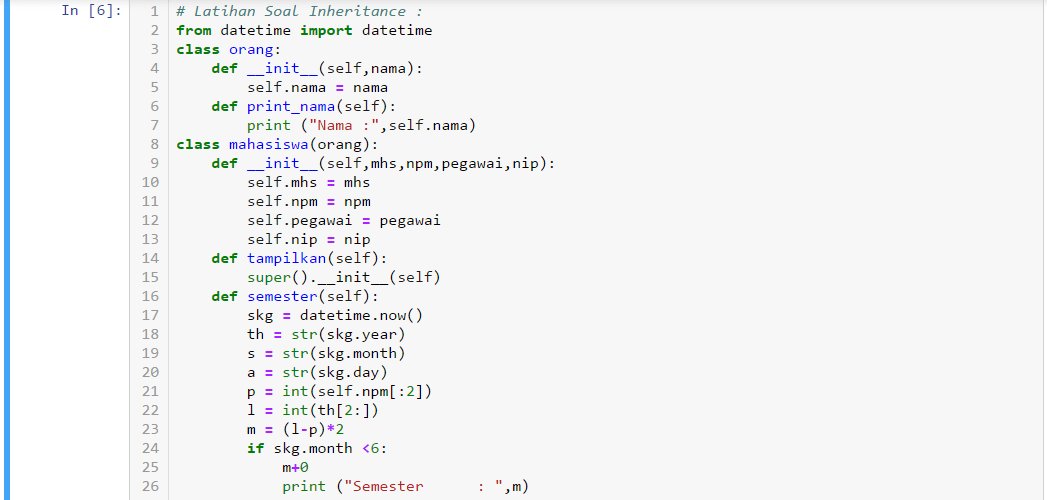 In [6]:
1 # Latihan Soal Inheritance :
2 from datetime import datetime
3 class orang:
4     def __init__(self,nama):
5         self.nama = nama
6     def print_nama(self):
7         print ("Nama :",self.nama)
8 class mahasiswa(orang):
9     def __init__(self,mhs,npm,pegawai,nip):
10         self.mhs = mhs
11         self.npm = npm
12         self.pegawai = pegawai
13         self.nip = nip
14     def tampilkan(self):
15         super().__init__(self)
16     def semester(self):
17         skg = datetime.now()
18         th = str(skg.year)
19         s = str(skg.month)
20         a = str(skg.day)
21         p = int(self.npm[:2])
22         l = int(th[2:])
23         m = (l-p)*2
24         if skg.month <6:
25             m+0
26             print ("Semester      : ",m)